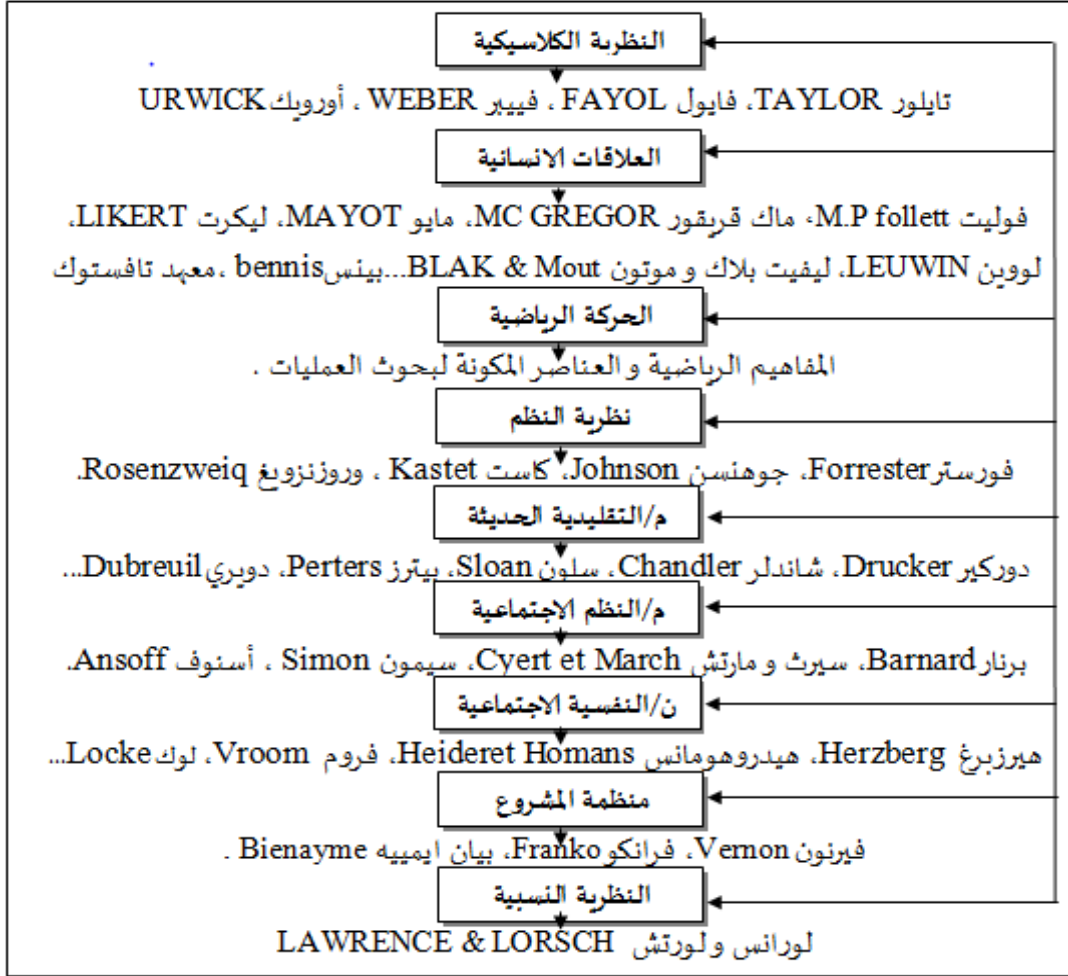 النظرية الكلاسيكية
تايلور TAYLOR، فايول FAYOL ، فييبر WEBER ، أورويك URWICK
العلاقات الانسانية
فوليت M.P follett، ماك قريقور MC GREGOR، مايو MAYOT، ليكرت LIKERT،
لووين LEUWIN، ليفيت بلاك و موتون BLAK & Mout...بينس bennis ،معهد تافستوك
الحركة الرياضية
المفاهيم الرياضية و العناصر المكونة لبحوث العمليات .
نظرية النظم
فورستر Forrester، جوهنسن Johnson، كاست Kastet ، وروزنزويغ Rosenzweiq.
م/التقليدية الحديثة
دوركير Drucker، شاندلر Chandler، سلون Sloan، بيترز Perters، دوبري Dubreuil...
م/النظم الاجتماعية
برنار Barnard، سيرث و مارتش Cyert et March، سيمون Simon ، أسنوف Ansoff.
ن/النفسية الاجتماعية
هيرزبرغ Herzberg، هيدروهومانس Heideret Homans، فروم Vroom، لوك Locke...
منظمة المشروع
فيرنون Vernon، فرانكو Franko، بيان ايمييه Bienayme .
النظرية النسبية
لورانس و لورتش LAWRENCE & LORSCH